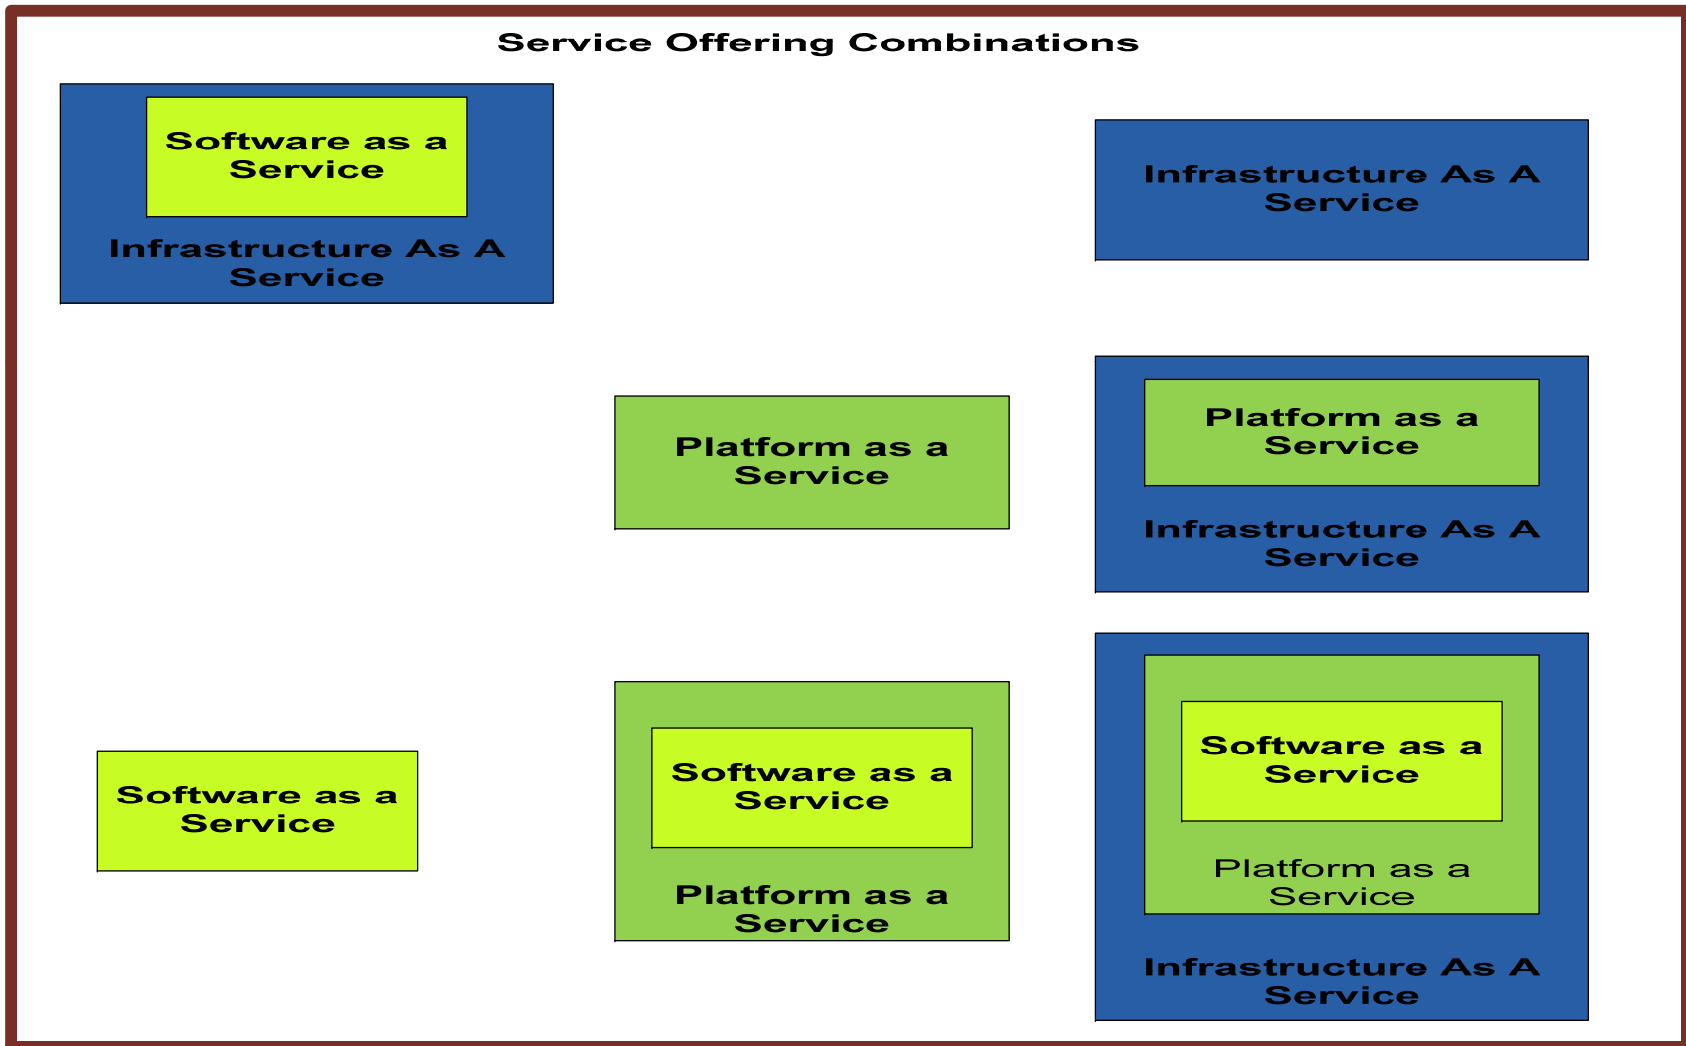 Service Offering Combinations
Software as a
Service
Infrastructure As A
Service
Infrastructure As A
Service
Platform as a
Service
Platform as a
Service
Infrastructure As A
Service
Software as a
Service
Software as a
Service
Platform as a
Service
Software as a
Service
Platform as a
Service
Infrastructure As A
Service